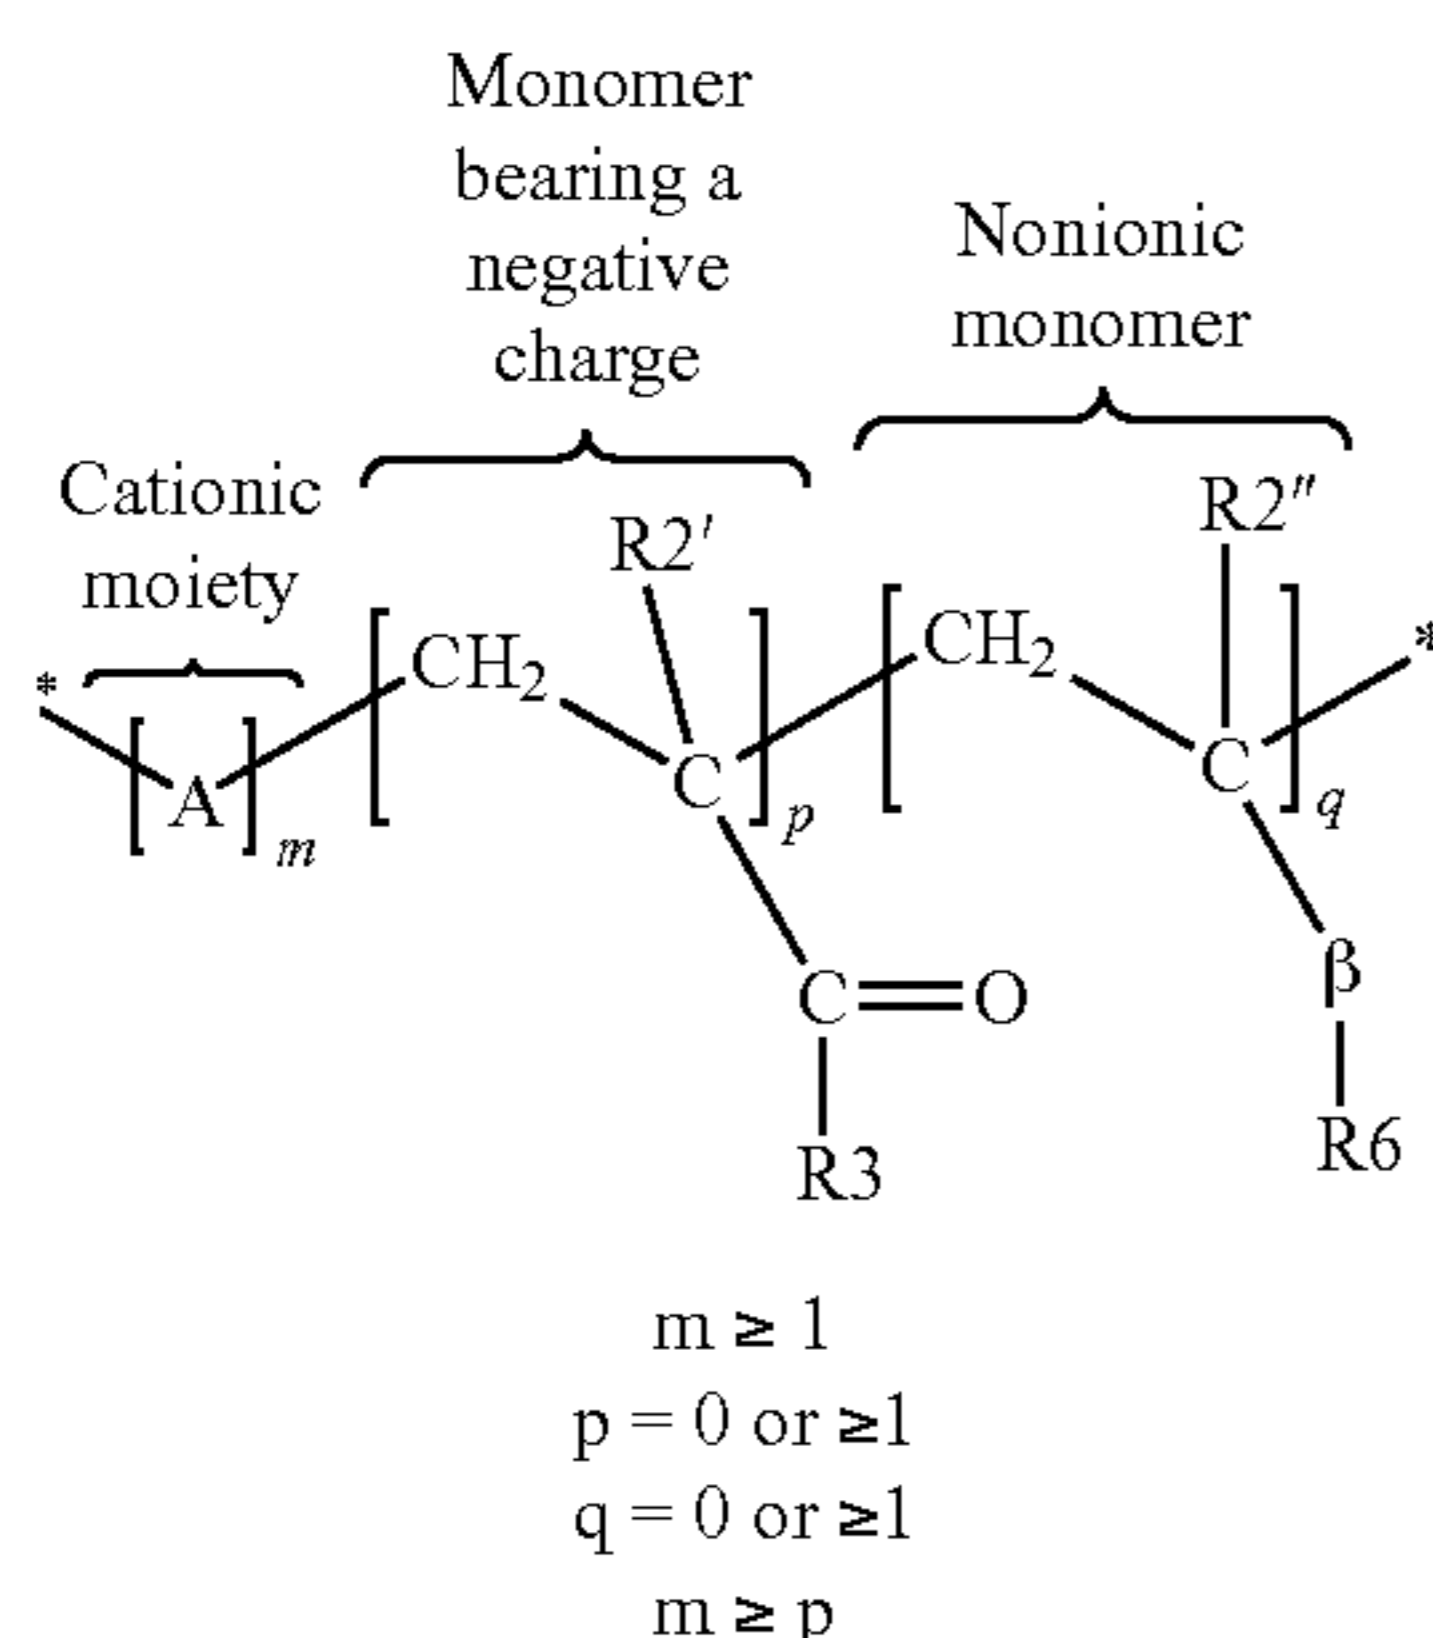 Monomer
bearing a
negative
charge
Nonionic
monomer
Cationic
moiety
R2′
R2″
* [A]m [CH2 C]p [CH2 C]q *
C=O
β
R3
R6
m ≥ 1
p = 0 or ≥1
q = 0 or ≥1
m ≥ p